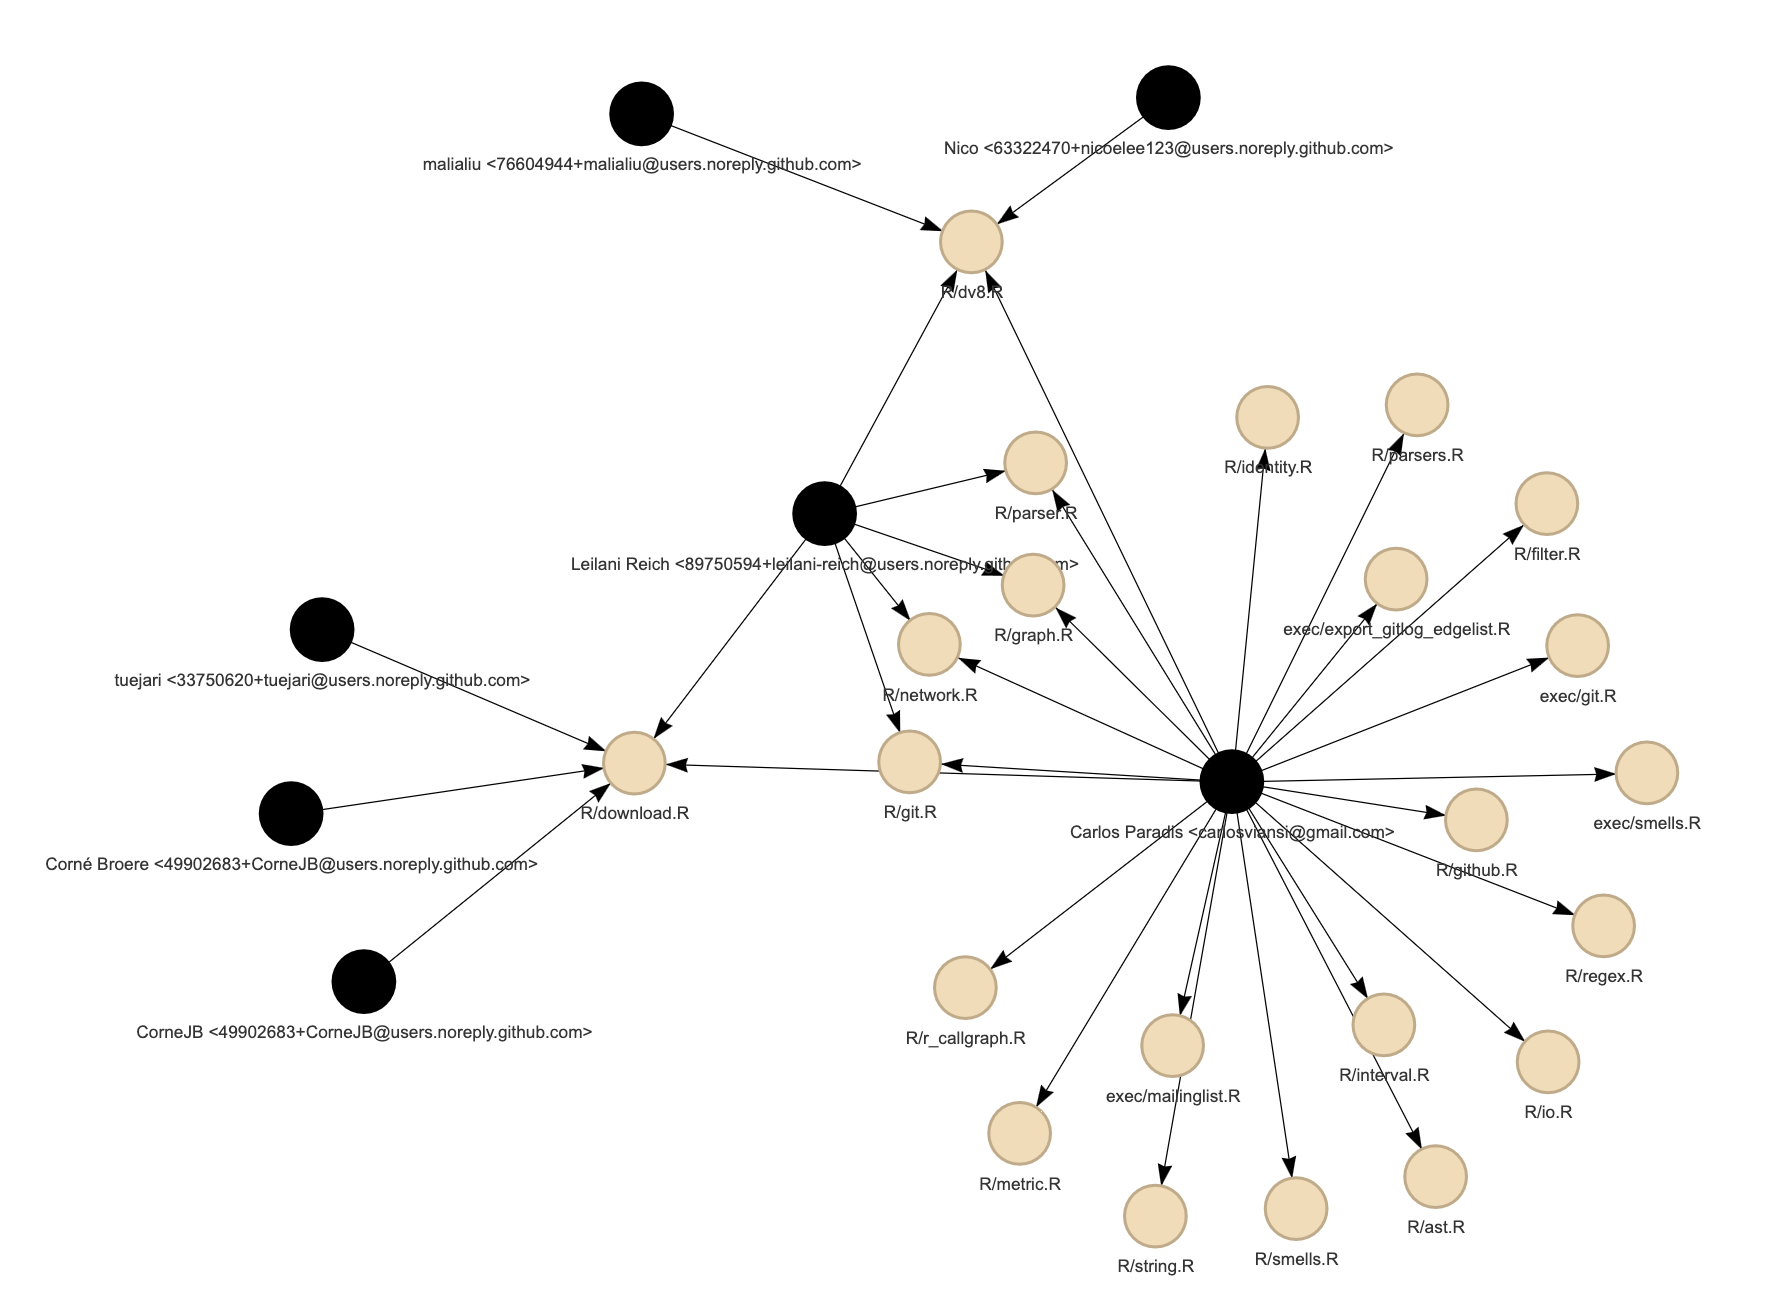 Nico <63322470+nicoelee123@users.noreply.github.com>
malialiu <76604944+malialiu@users.noreply.github.com>
R/dv8.R
R/identity.R
R/parsers.R
R/parser.R
R/filter.R
Leilani Reich <89750594+leilani-reich@users.noreply.github.com>
R/graph.R
exec/export_gitlog_edgelist.R
tuejari <33750620+tuejari@users.noreply.github.com>
R/network.R
exec/git.R
R/download.R
R/git.R
exec/smells.R
Carlos Paradis <carlosviansi@gmail.com>
Corné Broere <49902683+CorneJB@users.noreply.github.com>
R/github.R
R/regex.R
CorneJB <49902683+CorneJB@users.noreply.github.com>
R/r_callgraph.R
R/interval.R
exec/mailinglist.R
R/io.R
R/metric.R
R/ast.R
R/smells.R
R/string.R